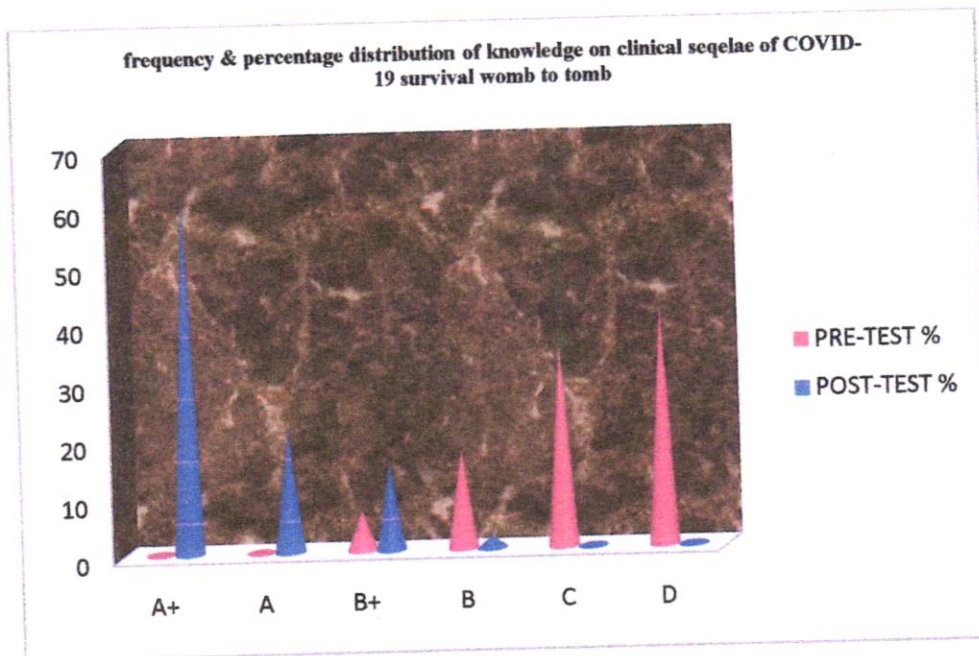 frequency & percentage distribution of knowledge on clinical seqelae of COVID-
19 survival womb to tomb
70
60
50
40
30
20
10
0
A+ A B+ B C D
PRE-TEST %
POST-TEST %